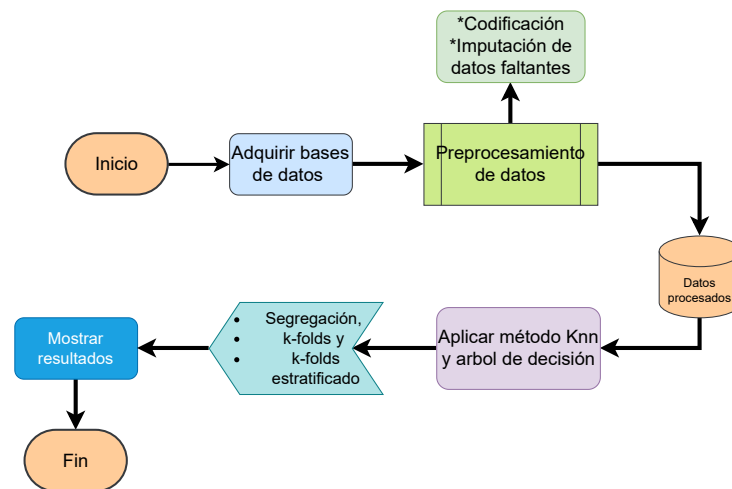 *Codificación
*Imputación de
datos faltantes
Inicio
Adquirir bases
de datos
Preprocesamiento
de datos
Datos
procesados
Aplicar método Knn
y arbol de decisión
• Segregación,
• k-folds y
• k-folds
estratificado
Mostrar
resultados
Fin